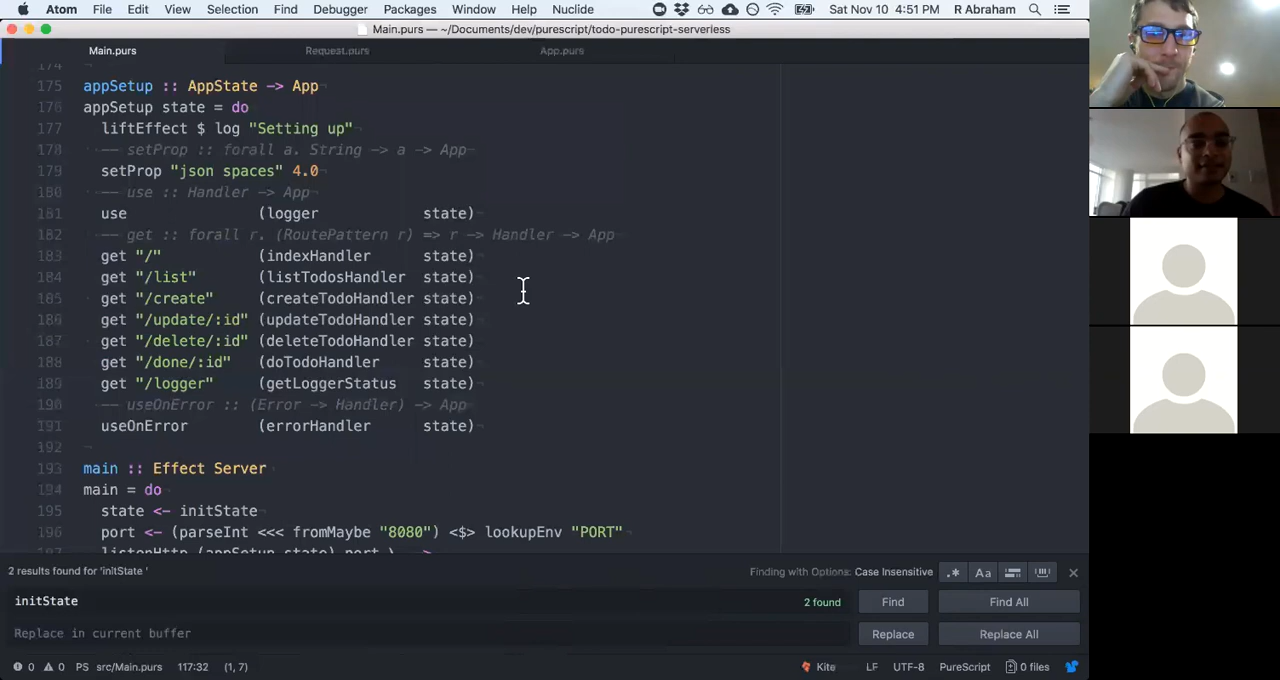 Atom File Edit View Selection Find Debugger Packages Window Help Nuclide Sat Nov 10 4:51 PM R Abraham
Main.purs — ~/Documents/dev/purescript/todo-purescript-serverless
Main.purs Request.purs App.purs
174
175 appSetup :: AppState -> App
176 appSetup state = do
177 liftEffect $ log "Setting up"
178 -- setProp :: forall a. String -> a -> App
179 setProp "json spaces" 4.0
180 -- use :: Handler -> App
181 use (logger state)
182 -- get :: forall r. (RoutePattern r) => r -> Handler -> App
183 get "/" (indexHandler state)
184 get "/list" (listTodosHandler state)
185 get "/create" (createTodoHandler state)
186 get "/update/:id" (updateTodoHandler state)
187 get "/delete/:id" (deleteTodoHandler state)
188 get "/done/:id" (doTodoHandler state)
189 get "/logger" (getLoggerStatus state)
190 -- useOnError :: (Error -> Handler) -> App
191 useOnError (errorHandler state)
192
193 main :: Effect Server
194 main = do
195 state <- initState
196 port <- (parseInt <<< fromMaybe "8080") <$> lookupEnv "PORT"
197 listenHttp (appSetup state) port
2 results found for 'initState ' Finding with Options: Case Insensitive .* Aa
initState 2 found Find Find All
Replace in current buffer Replace Replace All
0 0 PS src/Main.purs 117:32 (1, 7) Kite LF UTF-8 PureScript 0 files